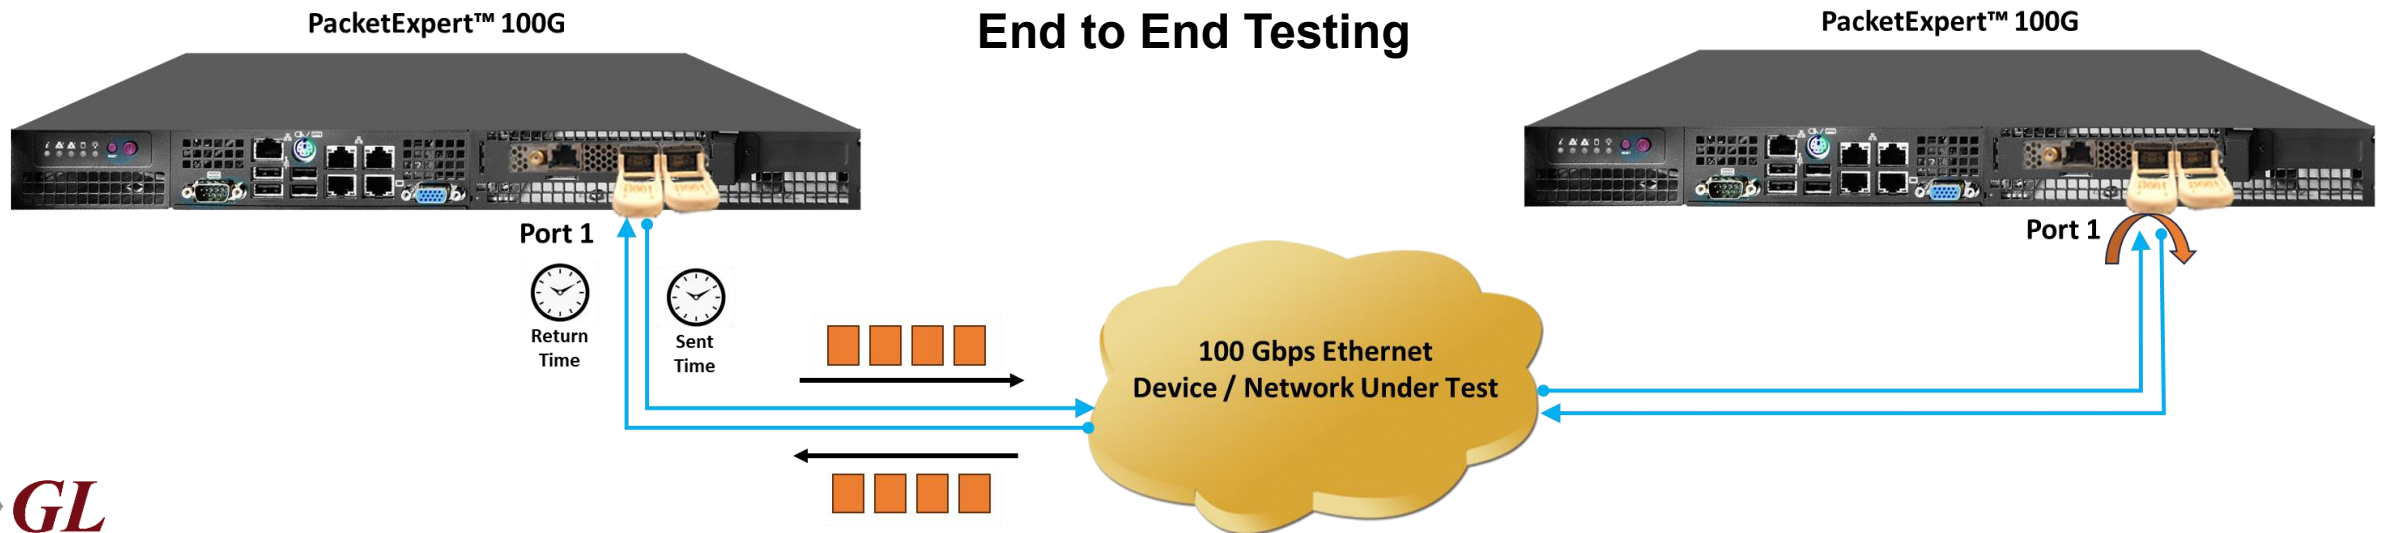 PacketExpert™ 100G
End to End Testing
PacketExpert™ 100G
Port 1
Port 1
Return
Time
Sent
Time
100 Gbps Ethernet
Device / Network Under Test
GL